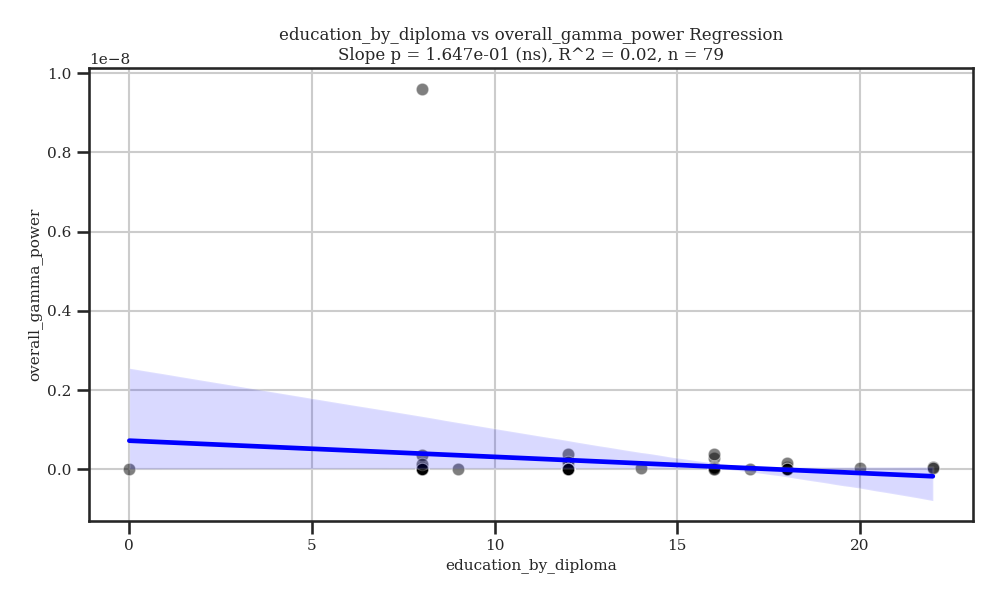 education_by_diploma vs overall_gamma_power Regression
Slope p = 1.647e-01 (ns), R^2 = 0.02, n = 79
1e−8
1.0
0.8
0.6
0.4
0.2
0.0
overall_gamma_power
0 5 10 15 20
education_by_diploma